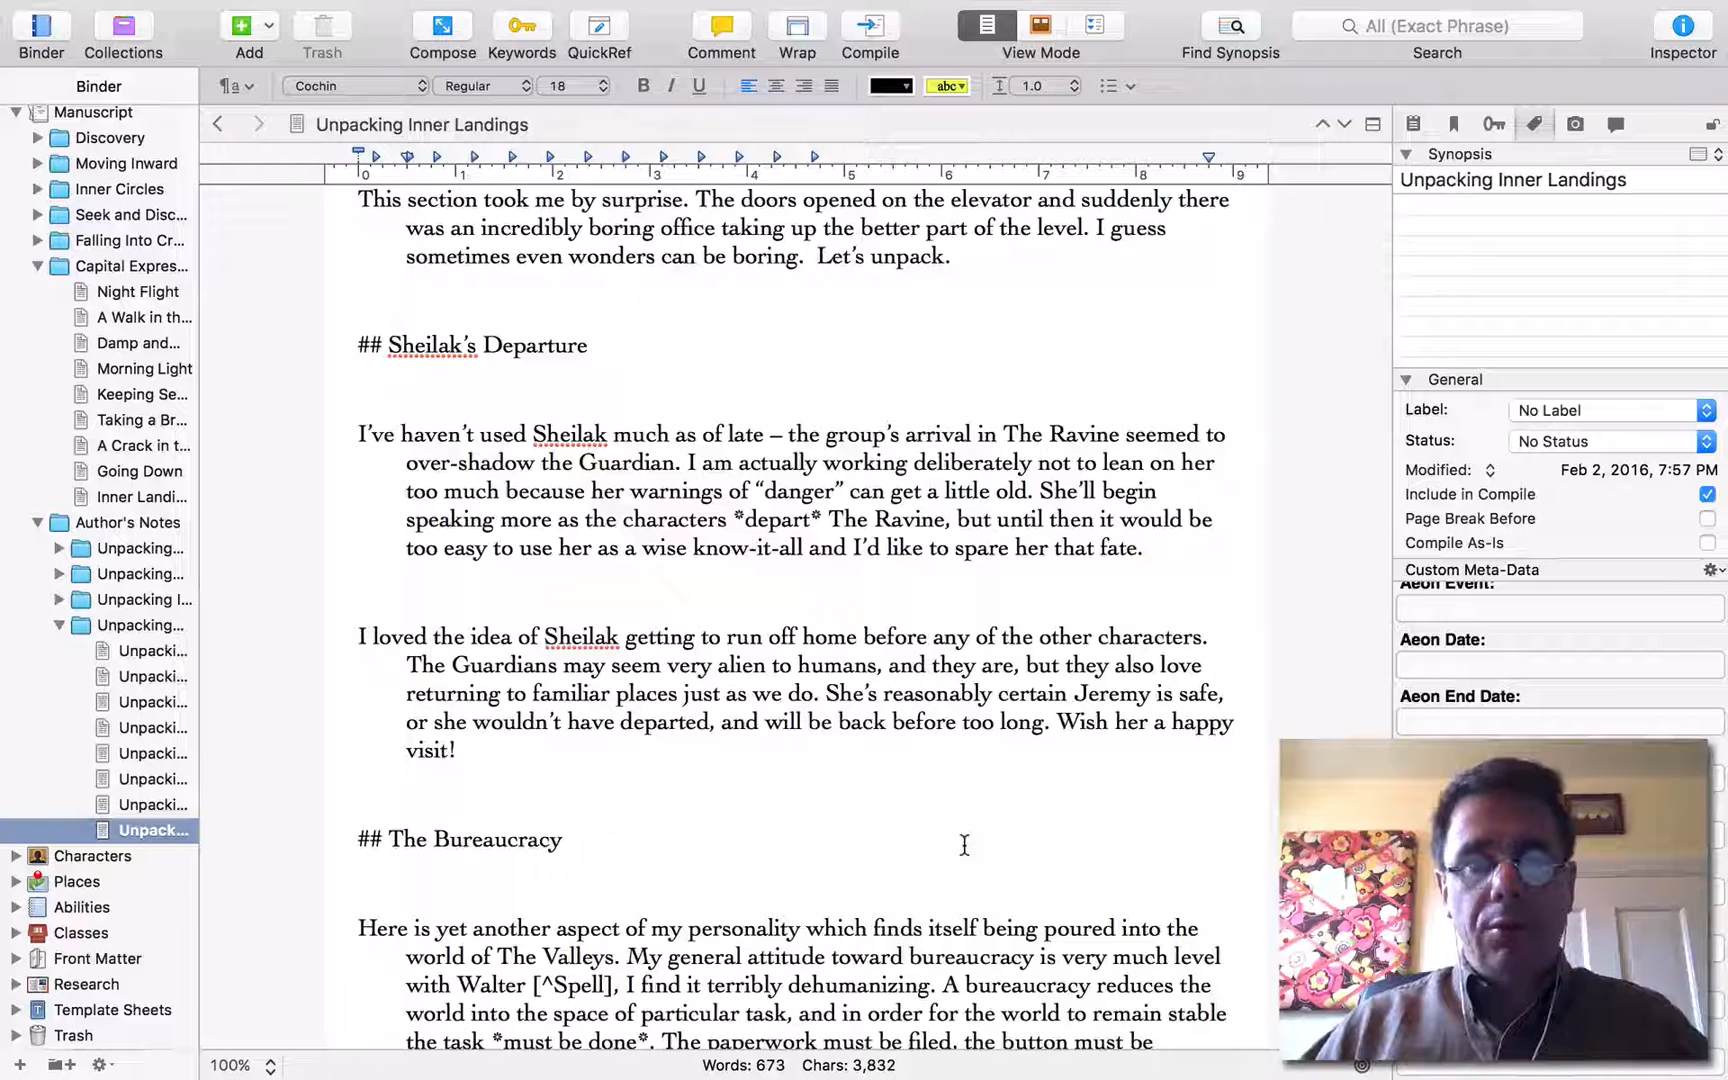 Binder
Collections
Add
Trash
Compose
Keywords
QuickRef
Comment
Wrap
Compile
View Mode
Find Synopsis
All (Exact Phrase)
Search
Inspector
Binder
¶a
Cochin
Regular
18
B
I
U
abc
1.0
Manuscript
Discovery
Moving Inward
Inner Circles
Seek and Disc...
Falling Into Cr...
Capital Expres...
Night Flight
A Walk in th...
Damp and...
Morning Light
Keeping Se...
Taking a Br...
A Crack in t...
Going Down
Inner Landi...
Author's Notes
Unpacking...
Unpacking...
Unpacking I...
Unpacking...
Unpacki...
Unpacki...
Unpacki...
Unpacki...
Unpacki...
Unpacki...
Unpacki...
Unpack...
Characters
Places
Abilities
Classes
Front Matter
Research
Template Sheets
Trash
Unpacking Inner Landings
0 1 2 3 4 5 6 7 8 9
This section took me by surprise. The doors opened on the elevator and suddenly there
was an incredibly boring office taking up the better part of the level. I guess
sometimes even wonders can be boring.  Let's unpack.
## Sheilak's Departure
I've haven't used Sheilak much as of late – the group's arrival in The Ravine seemed to
over-shadow the Guardian. I am actually working deliberately not to lean on her
too much because her warnings of “danger” can get a little old. She'll begin
speaking more as the characters *depart* The Ravine, but until then it would be
too easy to use her as a wise know-it-all and I'd like to spare her that fate.
I loved the idea of Sheilak getting to run off home before any of the other characters.
The Guardians may seem very alien to humans, and they are, but they also love
returning to familiar places just as we do. She's reasonably certain Jeremy is safe,
or she wouldn't have departed, and will be back before too long. Wish her a happy
visit!
## The Bureaucracy
Here is yet another aspect of my personality which finds itself being poured into the
world of The Valleys. My general attitude toward bureaucracy is very much level
with Walter [^Spell], I find it terribly dehumanizing. A bureaucracy reduces the
world into the space of particular task, and in order for the world to remain stable
the task *must be done*. The paperwork must be filed, the button must be
100%
Words: 673
Chars: 3,832
Synopsis
Unpacking Inner Landings
General
Label:
No Label
Status:
No Status
Modified:
Feb 2, 2016, 7:57 PM
Include in Compile
Page Break Before
Compile As-Is
Custom Meta-Data
Aeon Event:
Aeon Date:
Aeon End Date: